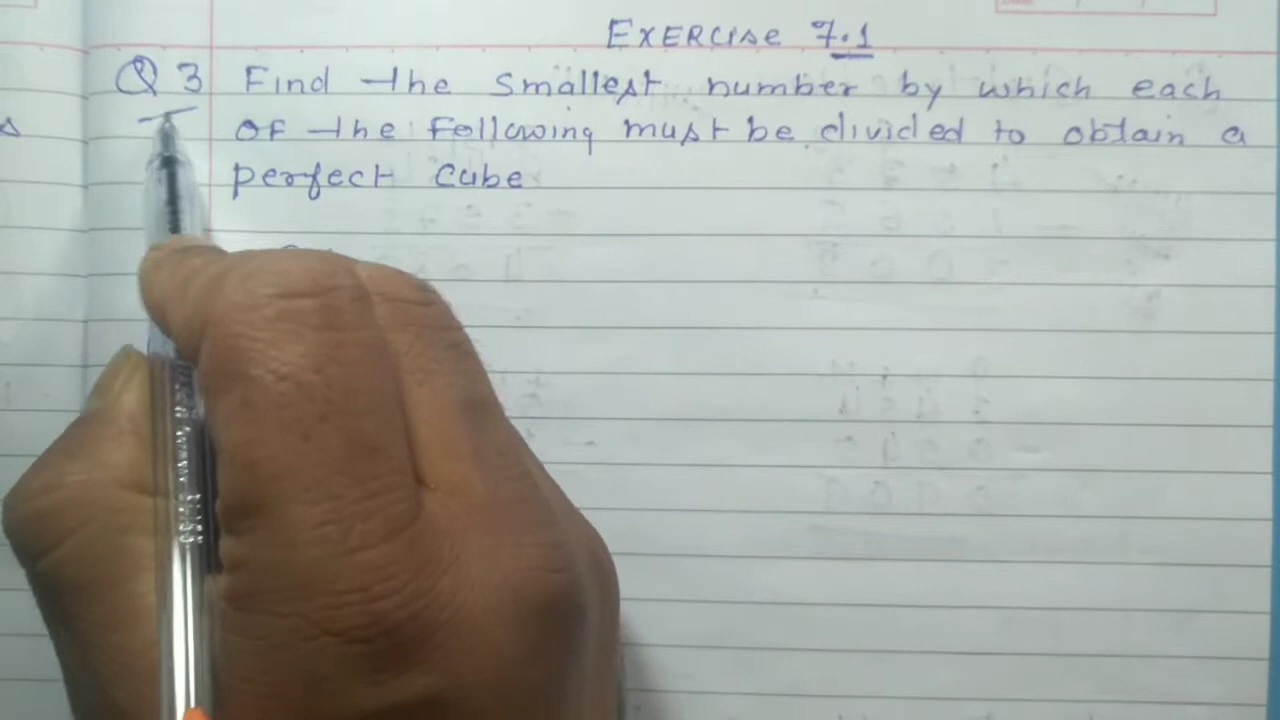 EXERCISE 7.1
Q 3 Find the smallest number by which each
of the following must be divided to obtain a
perfect cube